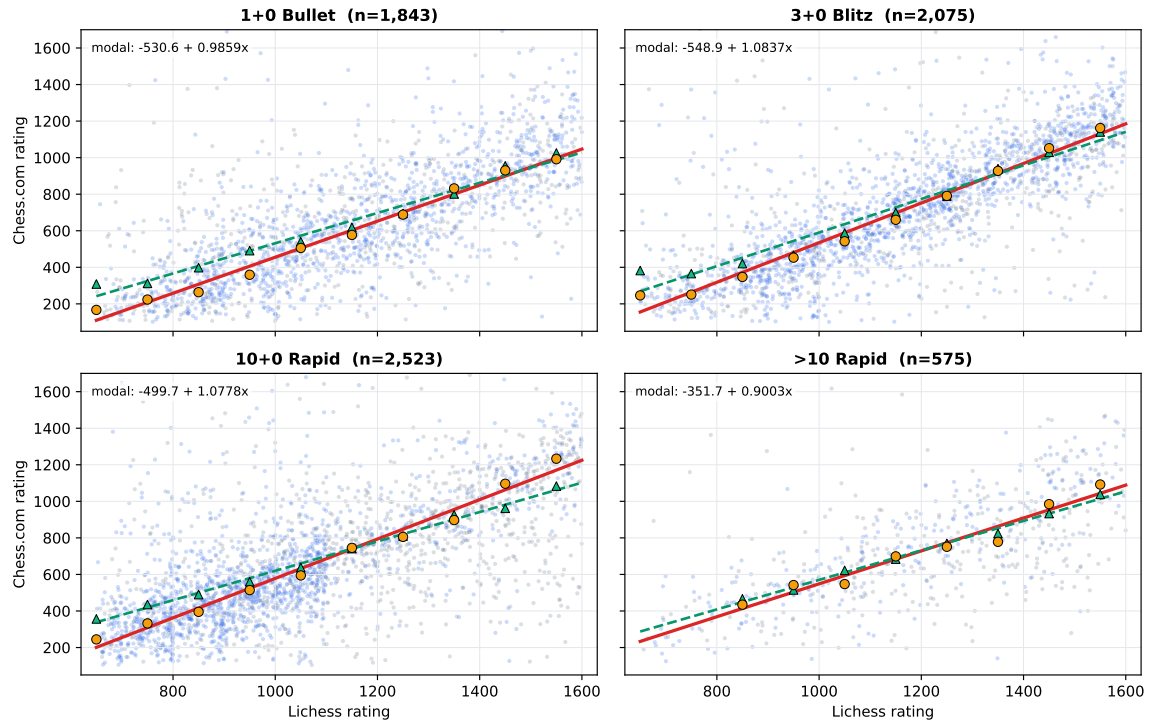 1+0 Bullet (n=1,843)
3+0 Blitz (n=2,075)
modal: -530.6 + 0.9859x
modal: -548.9 + 1.0837x
1600
1400
1200
1000
800
600
400
200
Chess.com rating
10+0 Rapid (n=2,523)
>10 Rapid (n=575)
modal: -499.7 + 1.0778x
modal: -351.7 + 0.9003x
1600
1400
1200
1000
800
600
400
200
Chess.com rating
800 1000 1200 1400 1600
800 1000 1200 1400 1600
Lichess rating
Lichess rating